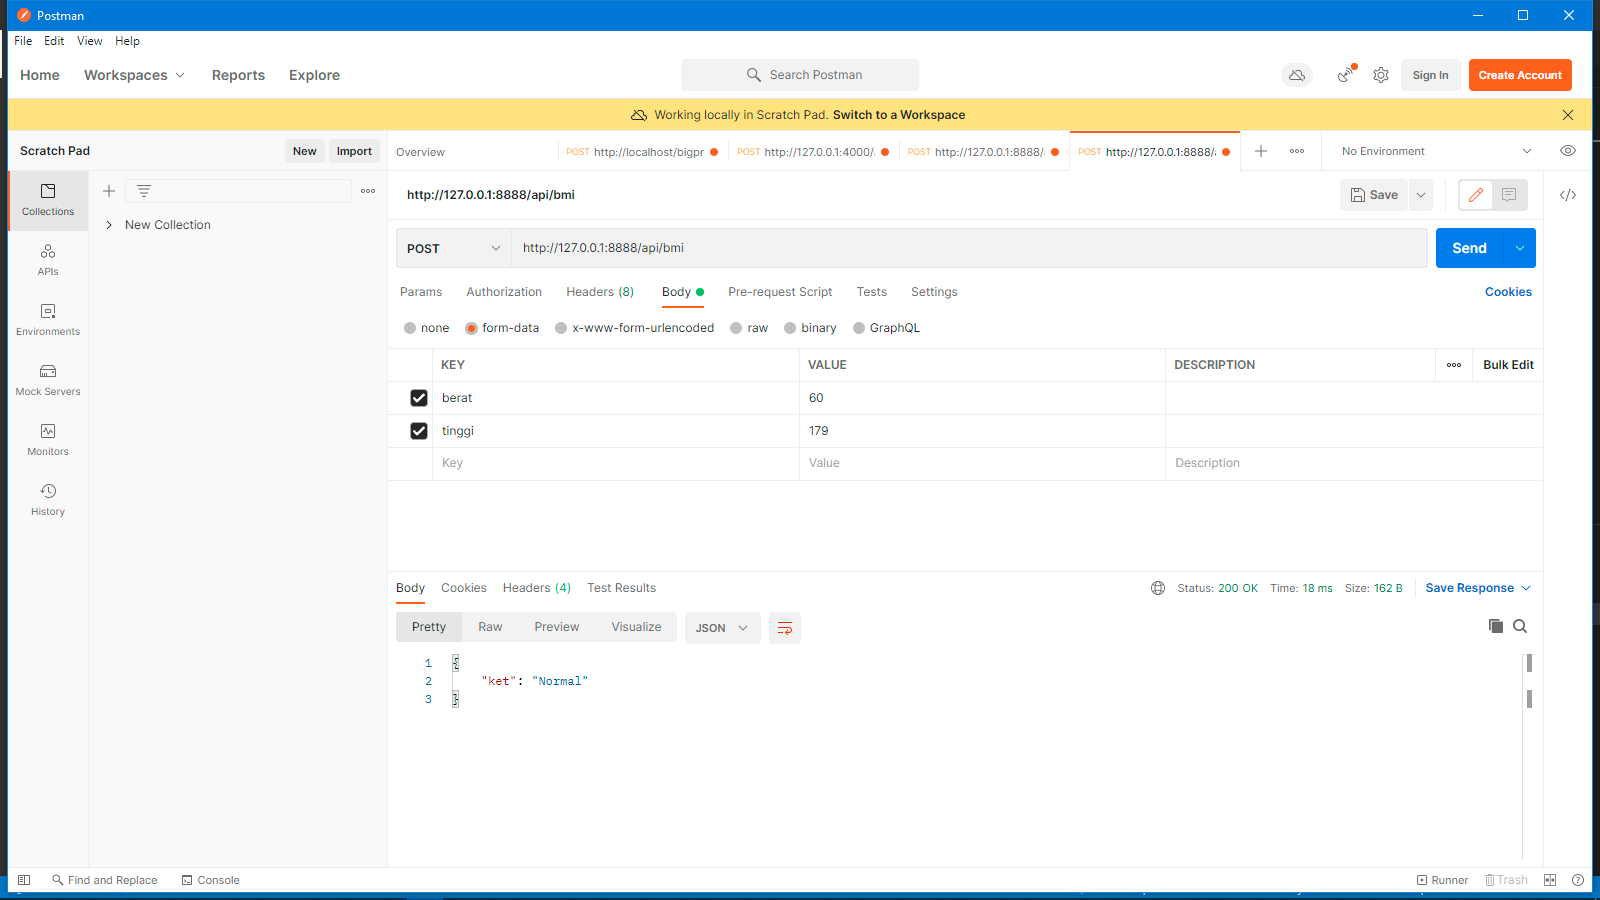 Postman
File Edit View Help
Home Workspaces Reports Explore
Search Postman
Sign In
Create Account
Working locally in Scratch Pad. Switch to a Workspace
Scratch Pad
New
Import
Overview
POST http://localhost/bigpr
POST http://127.0.0.1:4000/
POST http://127.0.0.1:8888/
POST http://127.0.0.1:8888/
No Environment
Collections
New Collection
APIs
Environments
Mock Servers
Monitors
History
http://127.0.0.1:8888/api/bmi
Save
POST http://127.0.0.1:8888/api/bmi
Send
Params Authorization Headers (8) Body Pre-request Script Tests Settings
Cookies
none form-data x-www-form-urlencoded raw binary GraphQL
KEY VALUE DESCRIPTION
Bulk Edit
berat 60
tinggi 179
Key Value Description
Body Cookies Headers (4) Test Results
Status: 200 OK Time: 18 ms Size: 162 B
Save Response
Pretty Raw Preview Visualize JSON
1 {
2 "ket": "Normal"
3 }
Find and Replace
Console
Runner
Trash